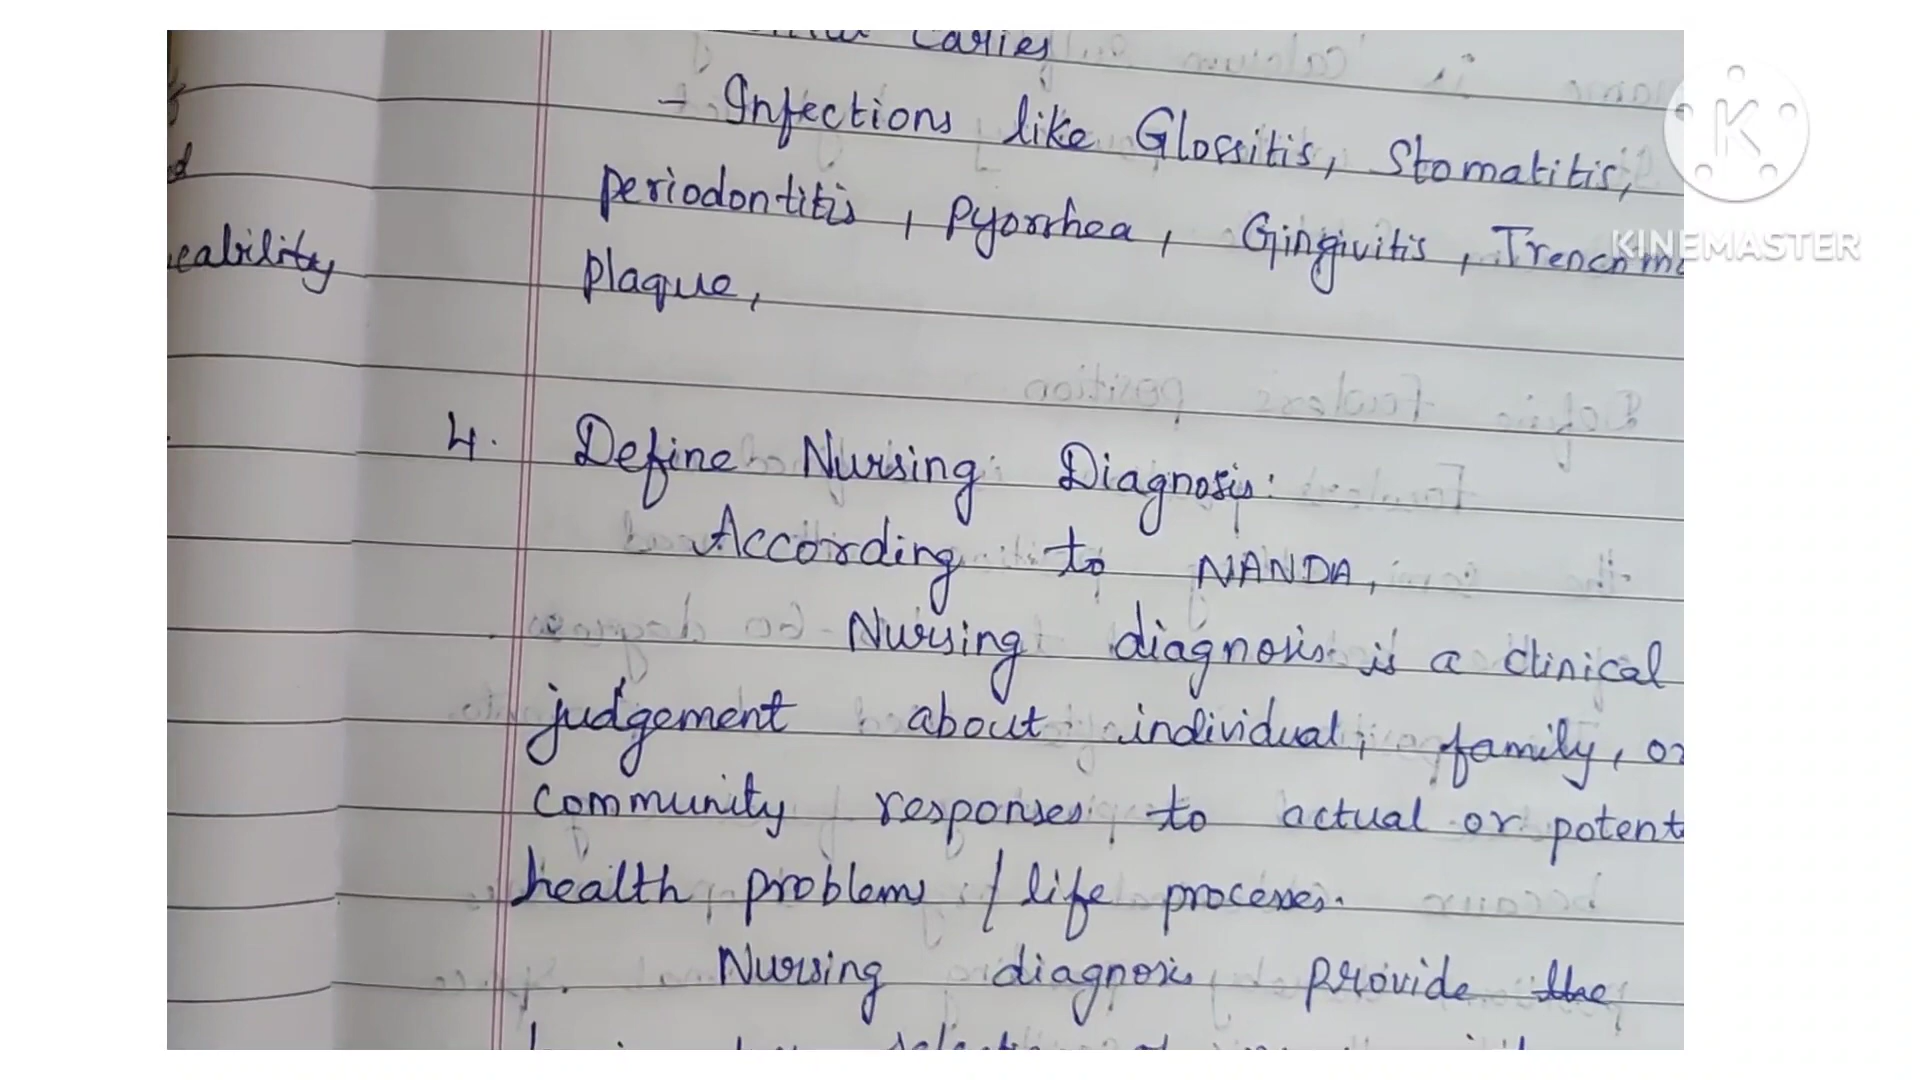 Caries
- Infections like Glossitis, Stomatitis,
periodontitis, Pyorrhea, Gingivitis, Trench
plaque,
eability
4. Define Nursing Diagnosis:
According to NANDA,
Nursing diagnosis is a clinical
judgement about individual, family, or
community responses to actual or potent
health problems / life processes.
Nursing diagnosis provide the
KINEMASTER